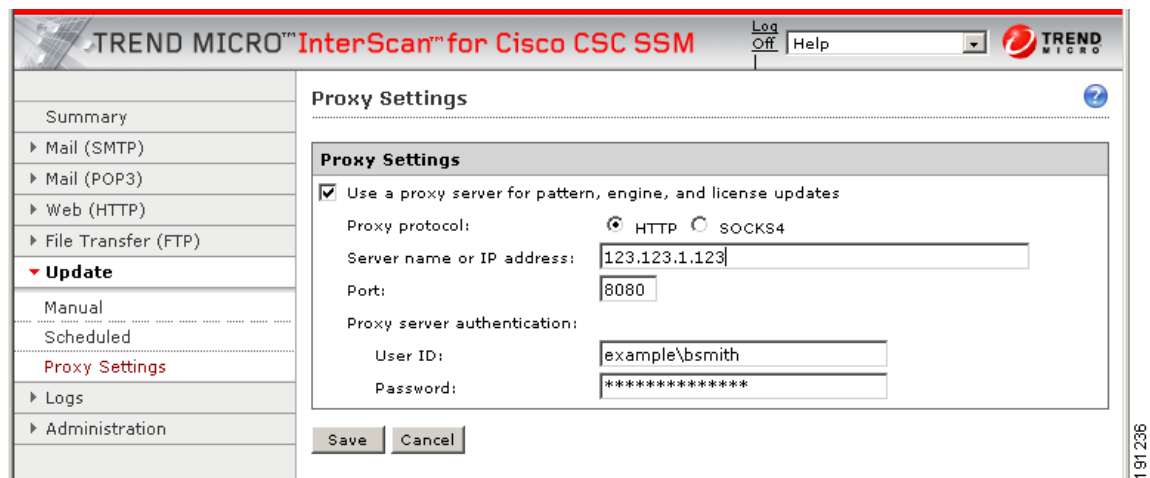 TREND MICRO™ InterScan™ for Cisco CSC SSM
Log Off |
Help
TREND MICRO
Summary
Mail (SMTP)
Mail (POP3)
Web (HTTP)
File Transfer (FTP)
Update
Manual
Scheduled
Proxy Settings
Logs
Administration
Proxy Settings
?
Proxy Settings
Use a proxy server for pattern, engine, and license updates
Proxy protocol: HTTP SOCKS4
Server name or IP address: 123.123.1.123
Port: 8080
Proxy server authentication:
User ID: example\bsmith
Password: **************
Save Cancel
191236